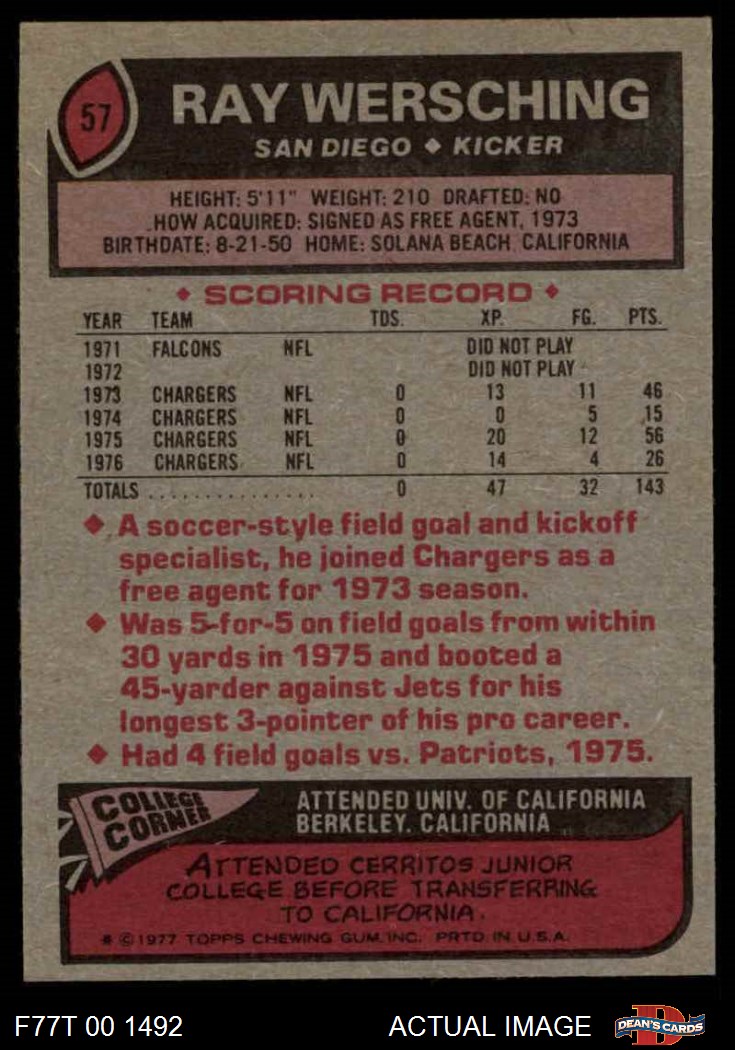 57
RAY WERSCHING
SAN DIEGO ◆ KICKER
HEIGHT: 5'11" WEIGHT: 210 DRAFTED: NO
HOW ACQUIRED: SIGNED AS FREE AGENT, 1973
BIRTHDATE: 8-21-50 HOME: SOLANA BEACH, CALIFORNIA
◆ SCORING RECORD ◆
YEAR TEAM TDS. XP. FG. PTS.
1971 FALCONS NFL DID NOT PLAY
1972 DID NOT PLAY
1973 CHARGERS NFL 0 13 11 46
1974 CHARGERS NFL 0 0 5 15
1975 CHARGERS NFL 0 20 12 56
1976 CHARGERS NFL 0 14 4 26
TOTALS ................ 0 47 32 143
◆ A soccer-style field goal and kickoff
specialist, he joined Chargers as a
free agent for 1973 season.
◆ Was 5-for-5 on field goals from within
30 yards in 1975 and booted a
45-yarder against Jets for his
longest 3-pointer of his pro career.
◆ Had 4 field goals vs. Patriots, 1975.
COLLEGE
CORNER
ATTENDED UNIV. OF CALIFORNIA
BERKELEY, CALIFORNIA
ATTENDED CERRITOS JUNIOR
COLLEGE BEFORE TRANSFERRING
TO CALIFORNIA.
* © 1977 TOPPS CHEWING GUM, INC. PRTD. IN U.S.A.
F77T 00 1492 ACTUAL IMAGE
D
DEAN'S CARDS